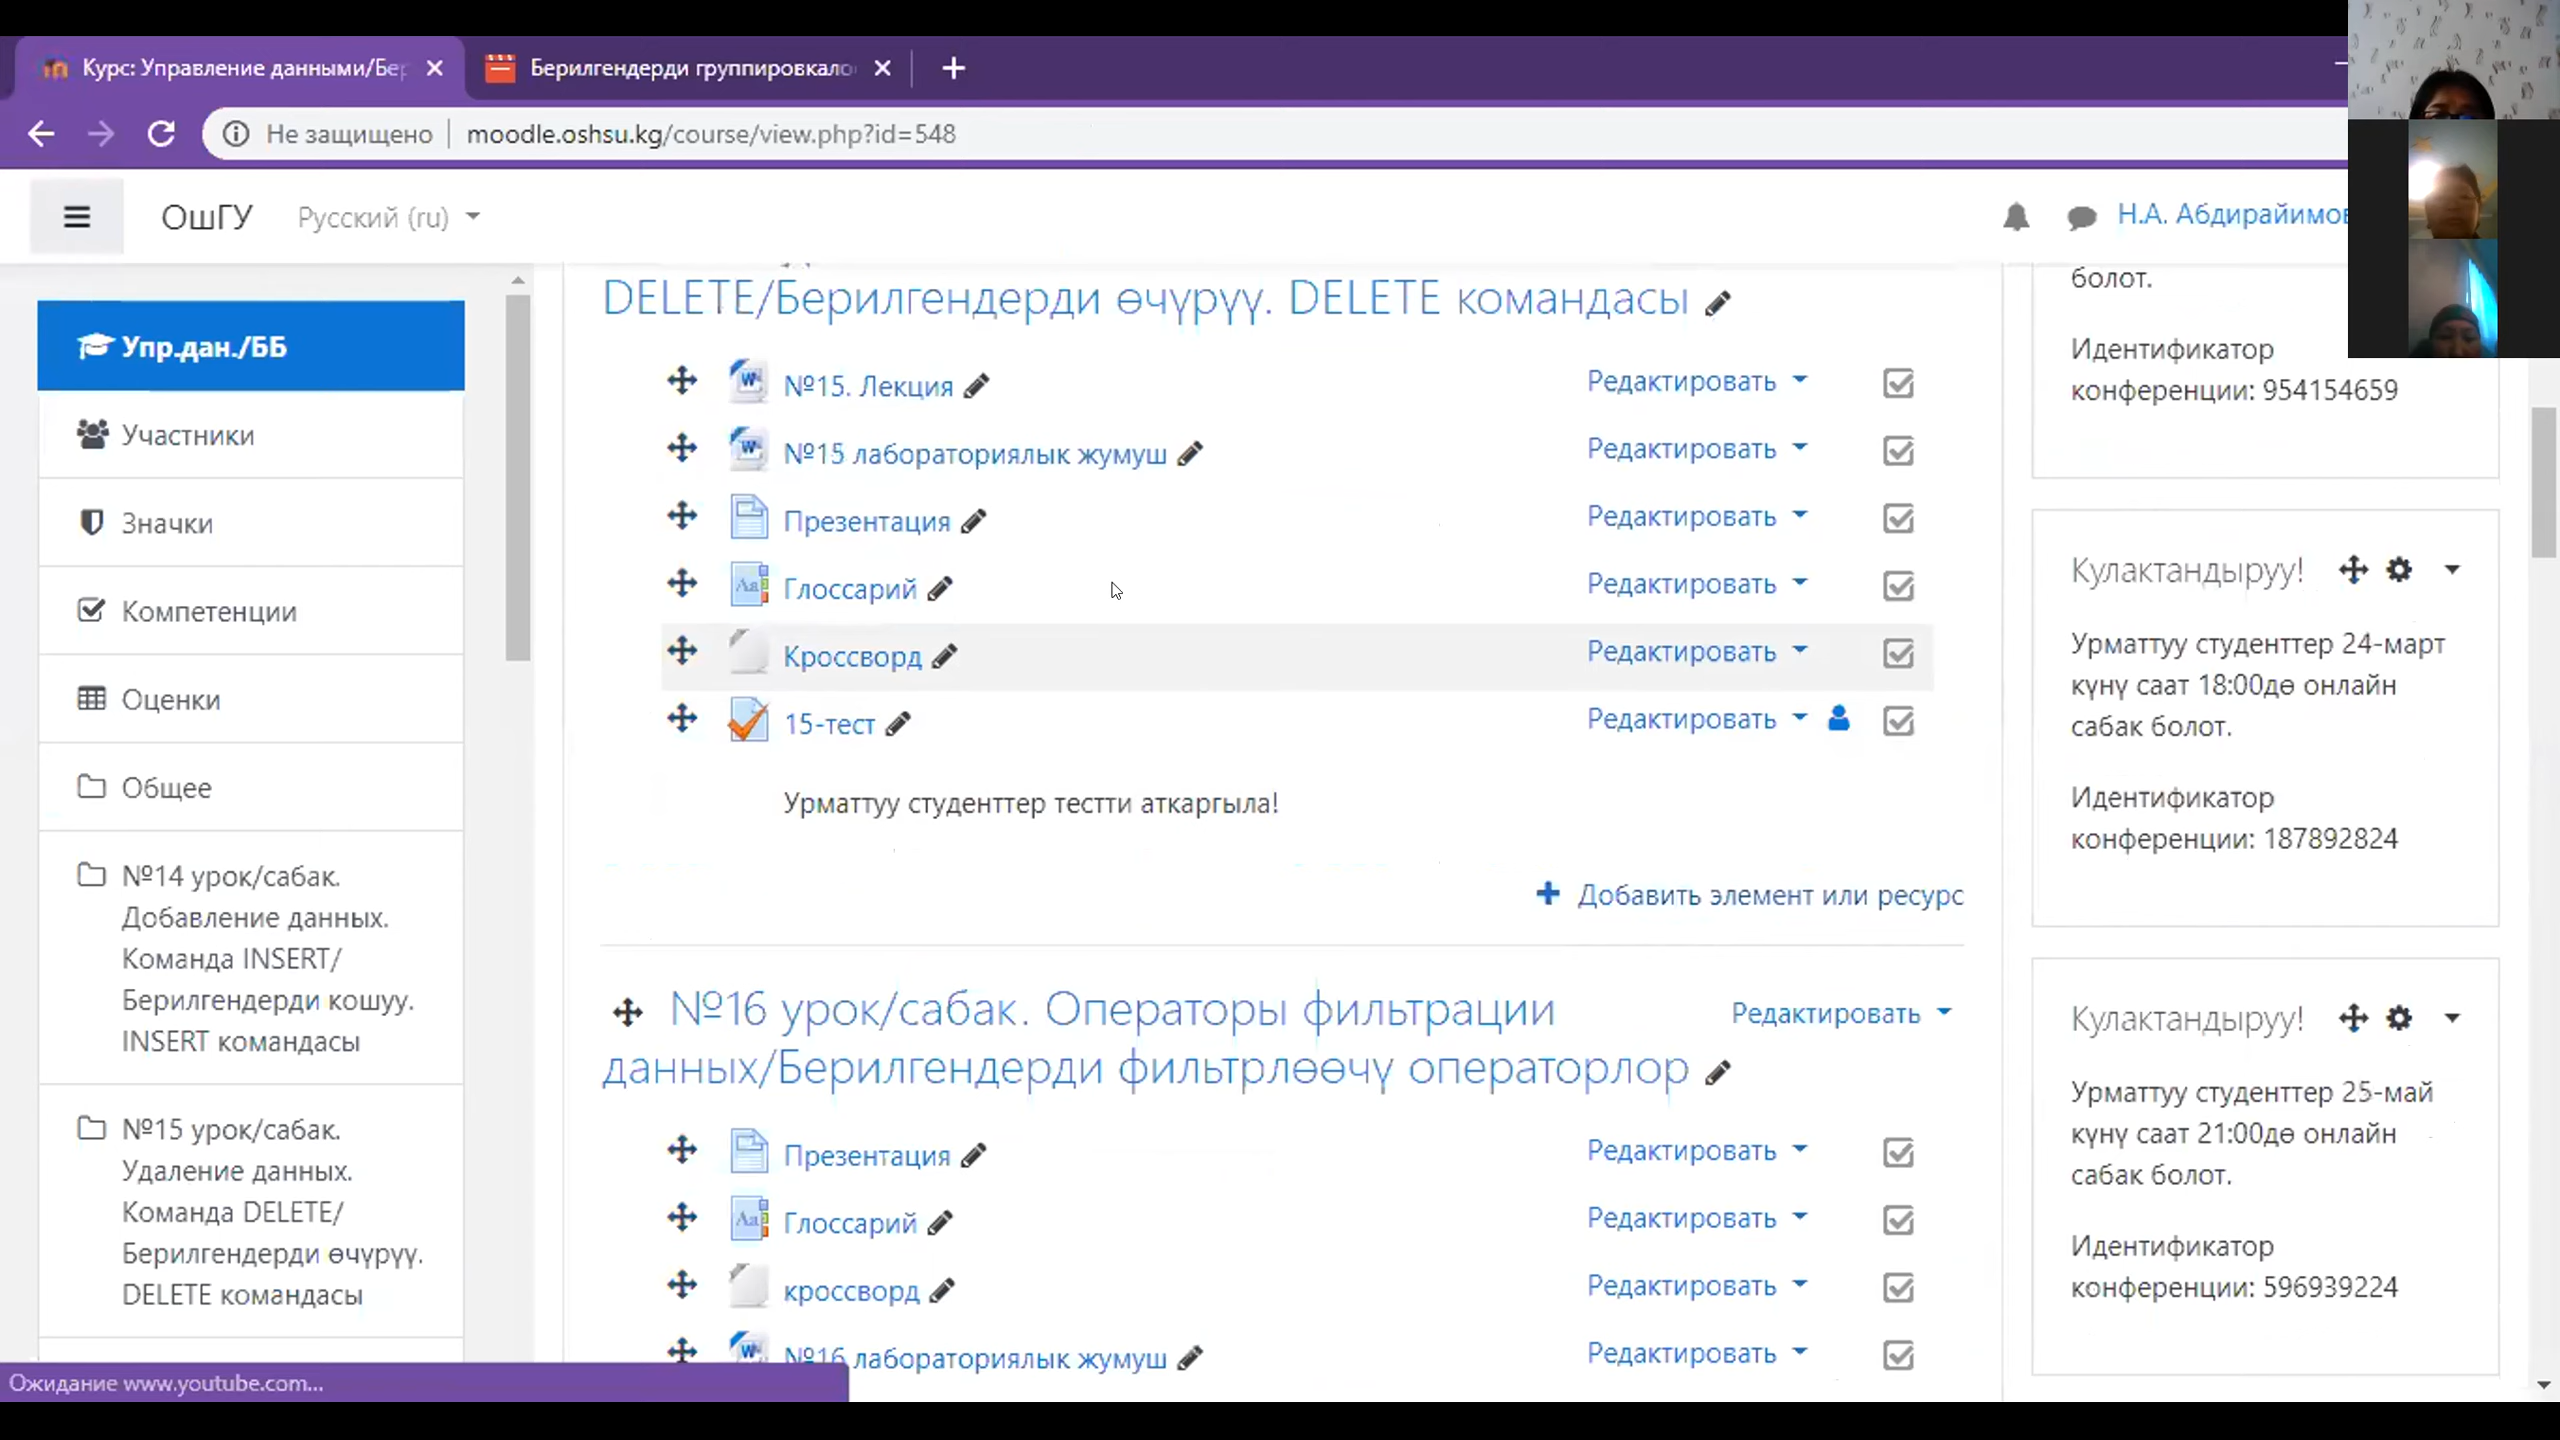 Курс: Управление данными/Бер
Берилгендерди группировкало
Не защищено
moodle.oshsu.kg/course/view.php?id=548
ОшГУ
Русский (ru)
Н.А. Абдирайимов
Упр.дан./ББ
Участники
Значки
Компетенции
Оценки
Общее
№14 урок/сабак.
Добавление данных.
Команда INSERT/
Берилгендерди кошуу.
INSERT командасы
№15 урок/сабак.
Удаление данных.
Команда DELETE/
Берилгендерди өчүрүү.
DELETE командасы
Ожидание www.youtube.com...
DELETE/Берилгендерди өчүрүү. DELETE командасы
№15. Лекция
Редактировать
№15 лабораториялык жумуш
Редактировать
Презентация
Редактировать
Глоссарий
Редактировать
Кроссворд
Редактировать
15-тест
Редактировать
Урматтуу студенттер тестти аткаргыла!
Добавить элемент или ресурс
№16 урок/сабак. Операторы фильтрации
Редактировать
данных/Берилгендерди фильтрлөөчү операторлор
Презентация
Редактировать
Глоссарий
Редактировать
кроссворд
Редактировать
№16 лабораториялык жумуш
Редактировать
болот.
Идентификатор
конференции: 954154659
Кулактандыруу!
Урматтуу студенттер 24-март
күнү саат 18:00дө онлайн
сабак болот.
Идентификатор
конференции: 187892824
Кулактандыруу!
Урматтуу студенттер 25-май
күнү саат 21:00дө онлайн
сабак болот.
Идентификатор
конференции: 596939224